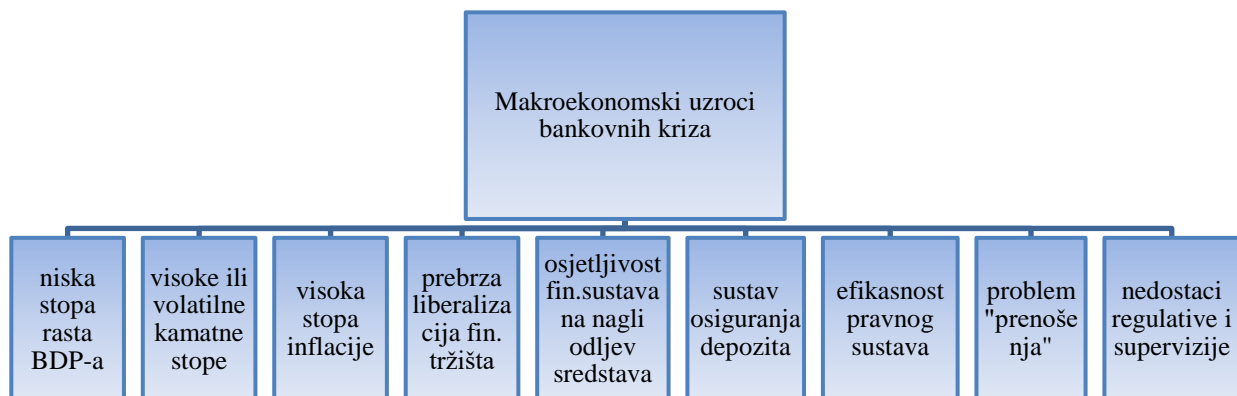 Makroekonomski uzroci
bankovnih kriza
niska
stopa
rasta
BDP-a
visoke ili
volatilne
kamatne
stope
visoka
stopa
inflacije
prebrza
liberaliza
cija fin.
tržišta
osjetljivost
fin.sustava
na nagli
odljev
sredstava
sustav
osiguranja
depozita
efikasnost
pravnog
sustava
problem
"prenoše
nja"
nedostaci
regulative i
supervizije